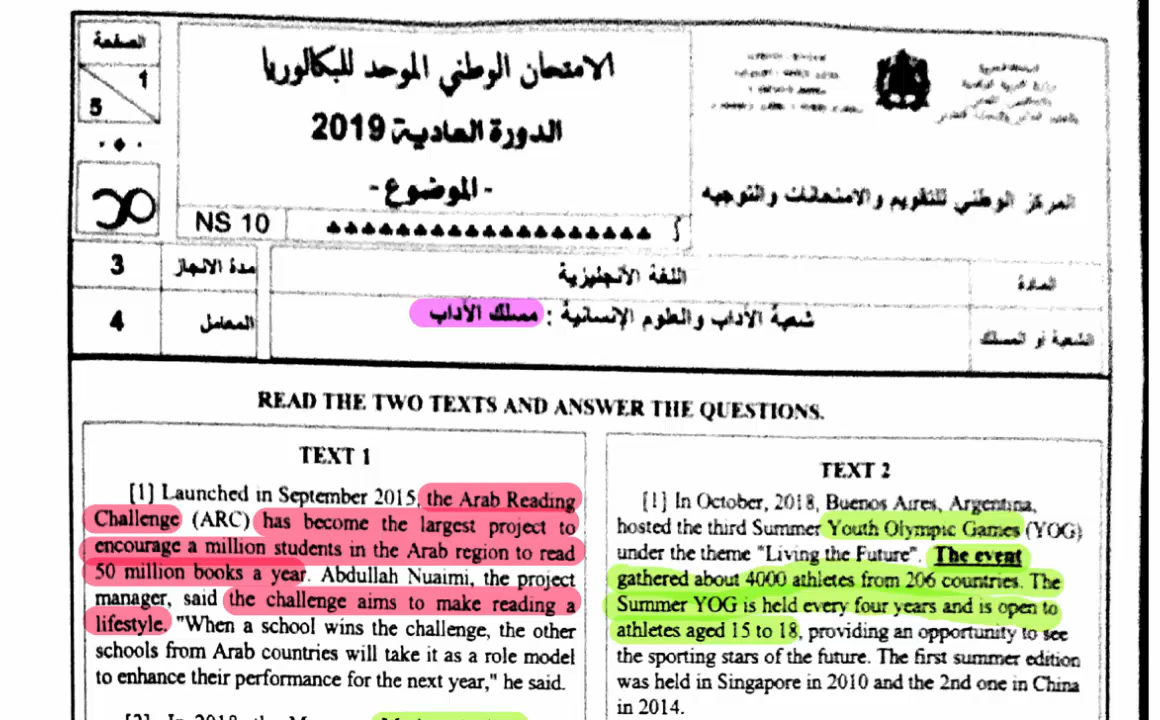 الصفحة
1
5
الامتحان الوطني الموحد للبكالوريا
الدورة العادية 2019
- الموضوع -
NS 10
المركز الوطني للتقويم والامتحانات والتوجيه
3
مدة الانجاز
اللغة الأنجليزية
المادة
4
المعامل
شعبة الآداب والعلوم الإنسانية : مسلك الآداب
الشعبة أو المسلك
READ THE TWO TEXTS AND ANSWER THE QUESTIONS.
TEXT 1
[1] Launched in September 2015, the Arab Reading
Challenge (ARC) has become the largest project to
encourage a million students in the Arab region to read
50 million books a year. Abdullah Nuaimi, the project
manager, said the challenge aims to make reading a
lifestyle. "When a school wins the challenge, the other
schools from Arab countries will take it as a role model
to enhance their performance for the next year," he said.
TEXT 2
[1] In October, 2018, Buenos Aires, Argentina,
hosted the third Summer Youth Olympic Games (YOG)
under the theme "Living the Future". The event
gathered about 4000 athletes from 206 countries. The
Summer YOG is held every four years and is open to
athletes aged 15 to 18, providing an opportunity to see
the sporting stars of the future. The first summer edition
was held in Singapore in 2010 and the 2nd one in China
in 2014.